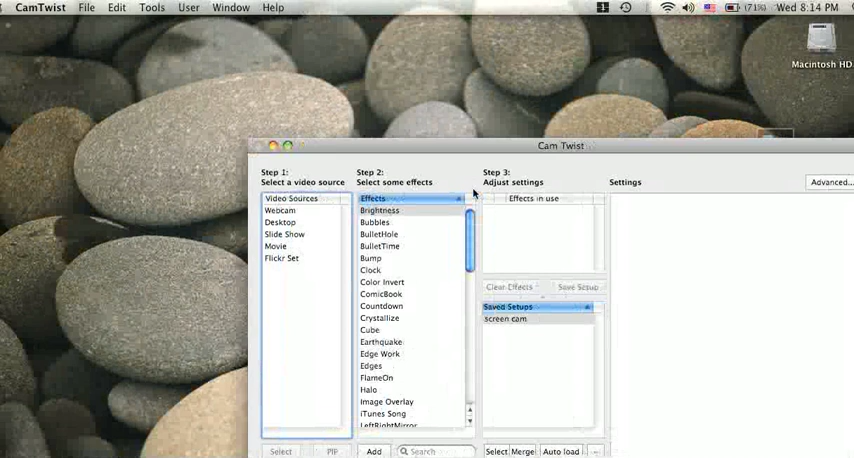 CamTwist File Edit Tools User Window Help 1 (71%) Wed 8:14 PM
Macintosh HD
Cam Twist
Step 1:
Select a video source
Step 2:
Select some effects
Step 3:
Adjust settings
Settings
Advanced...
Video Sources
Webcam
Desktop
Slide Show
Movie
Flickr Set
Effects
Brightness
Bubbles
BulletHole
BulletTime
Bump
Clock
Color Invert
ComicBook
Countdown
Crystallize
Cube
Earthquake
Edge Work
Edges
FlameOn
Halo
Image Overlay
iTunes Song
LeftRightMirror
Effects in use
Clear Effects
Save Setup
Saved Setups
screen cam
Select
PIP
Add
Search
Select
Merge
Auto load